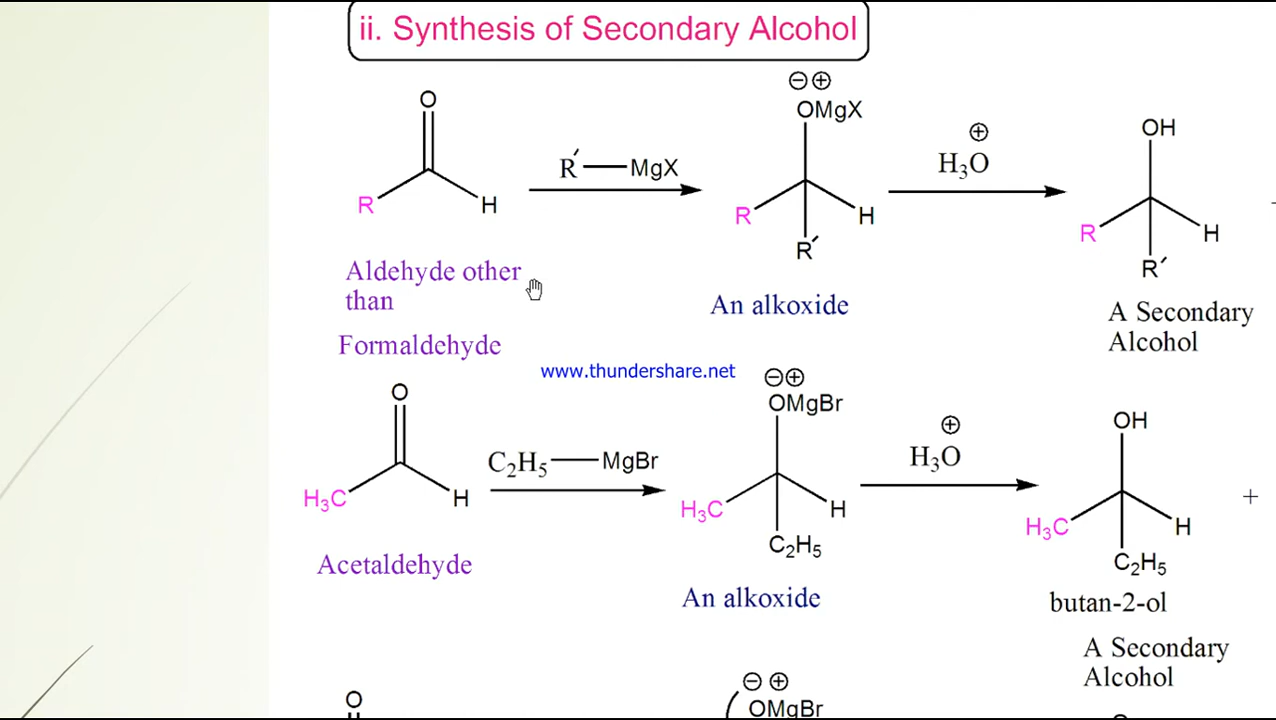 ii. Synthesis of Secondary Alcohol
⊖⊕
O
OMgX
⊕
OH
R′—MgX
H₃O
R
H
R
H
R′
R
H
R′
Aldehyde other
than
Formaldehyde
An alkoxide
A Secondary
Alcohol
www.thundershare.net
⊖⊕
O
OMgBr
⊕
OH
C₂H₅—MgBr
H₃O
H₃C
H
H₃C
H
C₂H₅
H₃C
H
C₂H₅
+
Acetaldehyde
An alkoxide
butan-2-ol
A Secondary
Alcohol
⊖⊕
O
OMgBr